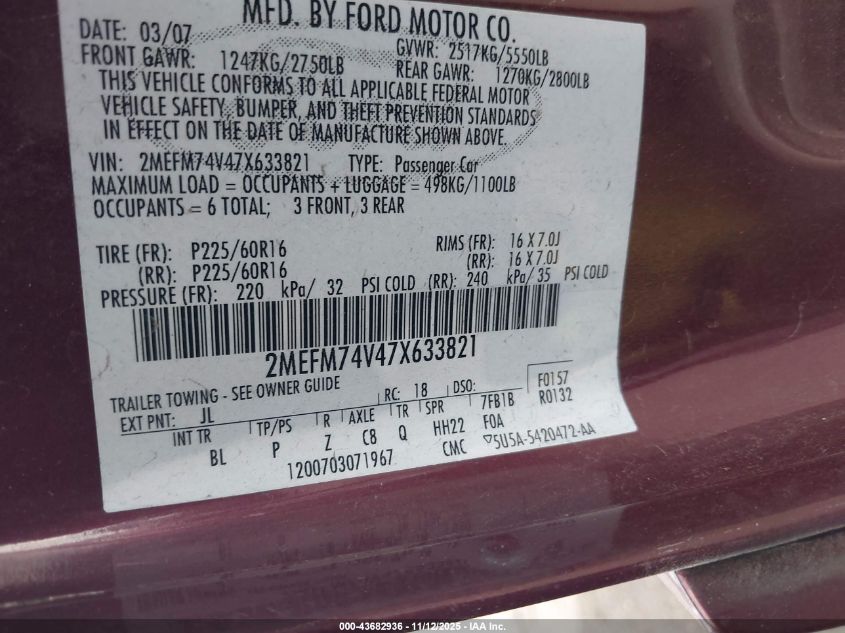 MFD. BY FORD MOTOR CO.
DATE: 03/07 GVWR: 2517KG/5550LB
FRONT GAWR: 1247KG/2750LB REAR GAWR: 1270KG/2800LB
THIS VEHICLE CONFORMS TO ALL APPLICABLE FEDERAL MOTOR
VEHICLE SAFETY, BUMPER, AND THEFT PREVENTION STANDARDS
IN EFFECT ON THE DATE OF MANUFACTURE SHOWN ABOVE.
VIN: 2MEFM74V47X633821 TYPE: Passenger Car
MAXIMUM LOAD = OCCUPANTS + LUGGAGE = 498KG/1100LB
OCCUPANTS = 6 TOTAL; 3 FRONT, 3 REAR
TIRE (FR): P225/60R16 RIMS (FR): 16 X 7.0J
(RR): P225/60R16 (RR): 16 X 7.0J
PRESSURE (FR): 220 kPa/ 32 PSI COLD (RR): 240 kPa/ 35 PSI COLD
2MEFM74V47X633821
TRAILER TOWING - SEE OWNER GUIDE
EXT PNT: JL RC: 18 DSO: F0157
INT TR TP/PS R AXLE TR SPR 7FB1B R0132
BL P Z C8 Q HH22 FOA
1200703071967 CMC 5U5A-5420472-AA
000-43682936 - 11/12/2025 - IAA Inc.